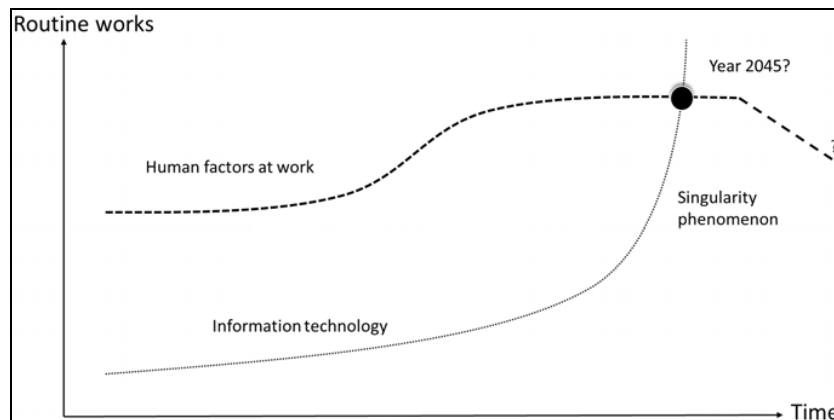 Routine works
Year 2045?
Human factors at work
?
Singularity
phenomenon
Information technology
Time